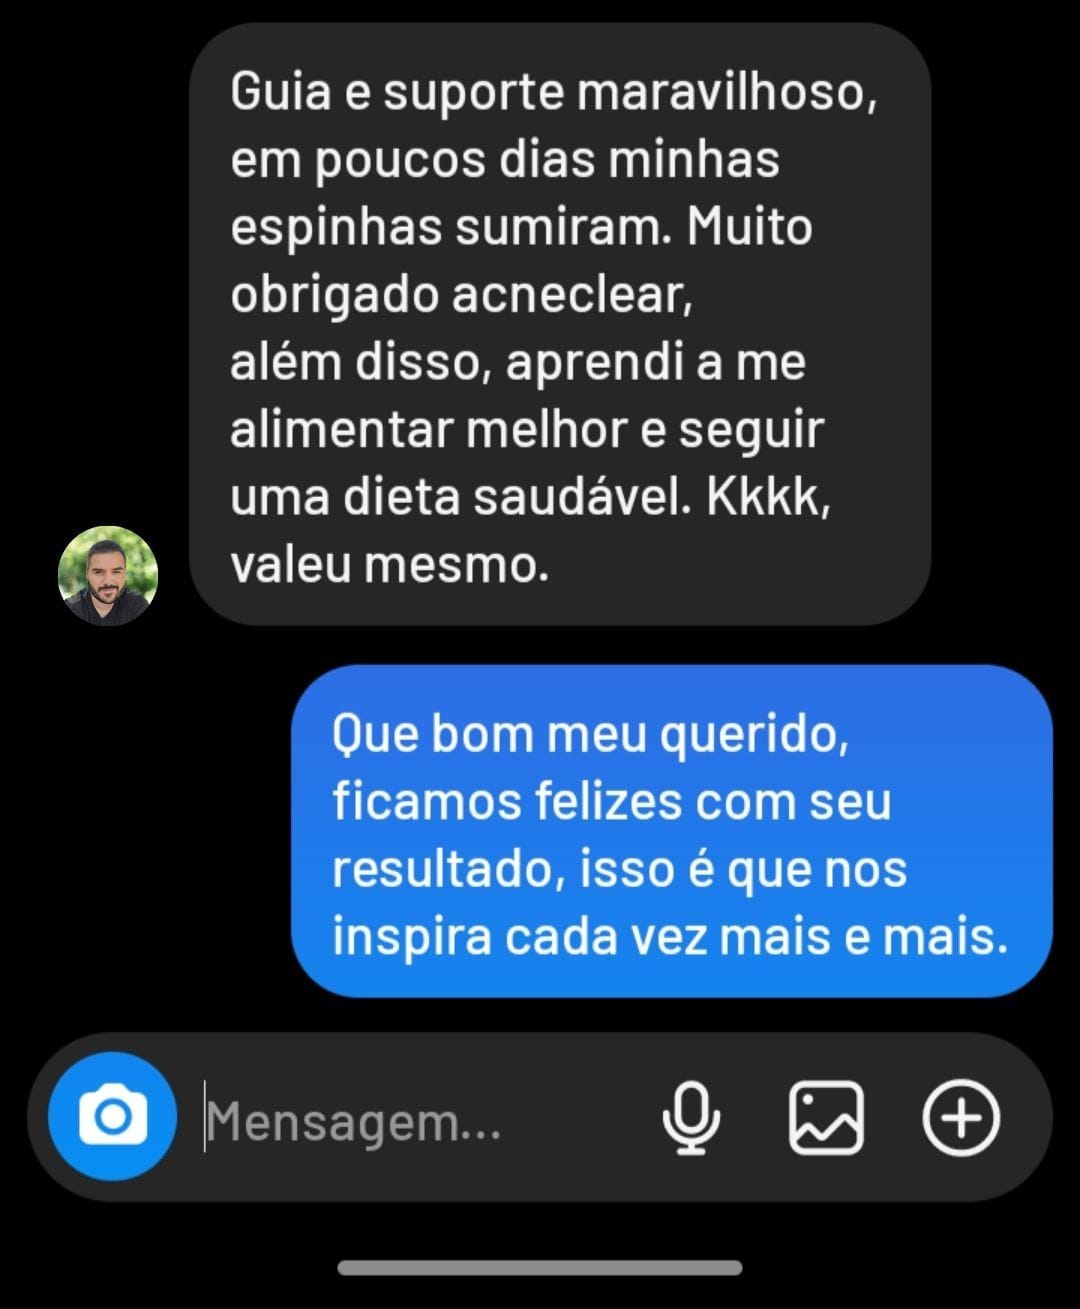 Guia e suporte maravilhoso,
em poucos dias minhas
espinhas sumiram. Muito
obrigado acneclear,
além disso, aprendi a me
alimentar melhor e seguir
uma dieta saudável. Kkkk,
valeu mesmo.
Que bom meu querido,
ficamos felizes com seu
resultado, isso é que nos
inspira cada vez mais e mais.
Mensagem...